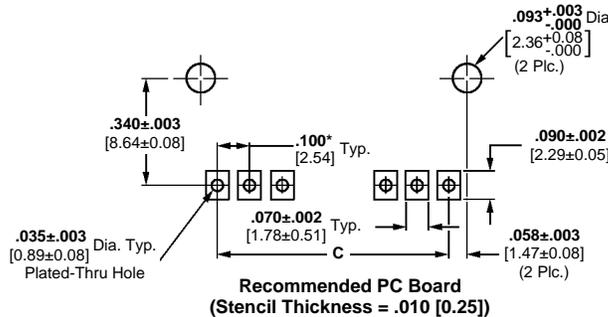 .093+.003
-.000 Dia
[2.36+0.08
-.000]
(2 Plc.)
.340±.003
[8.64±0.08]
.100* Typ.
[2.54]
.090±.002
[2.29±0.05]
.035±.003
[0.89±0.08] Dia. Typ.
Plated-Thru Hole
.070±.002
[1.78±0.51] Typ.
C
.058±.003
[1.47±0.08]
(2 Plc.)
Recommended PC Board
(Stencil Thickness = .010 [0.25])